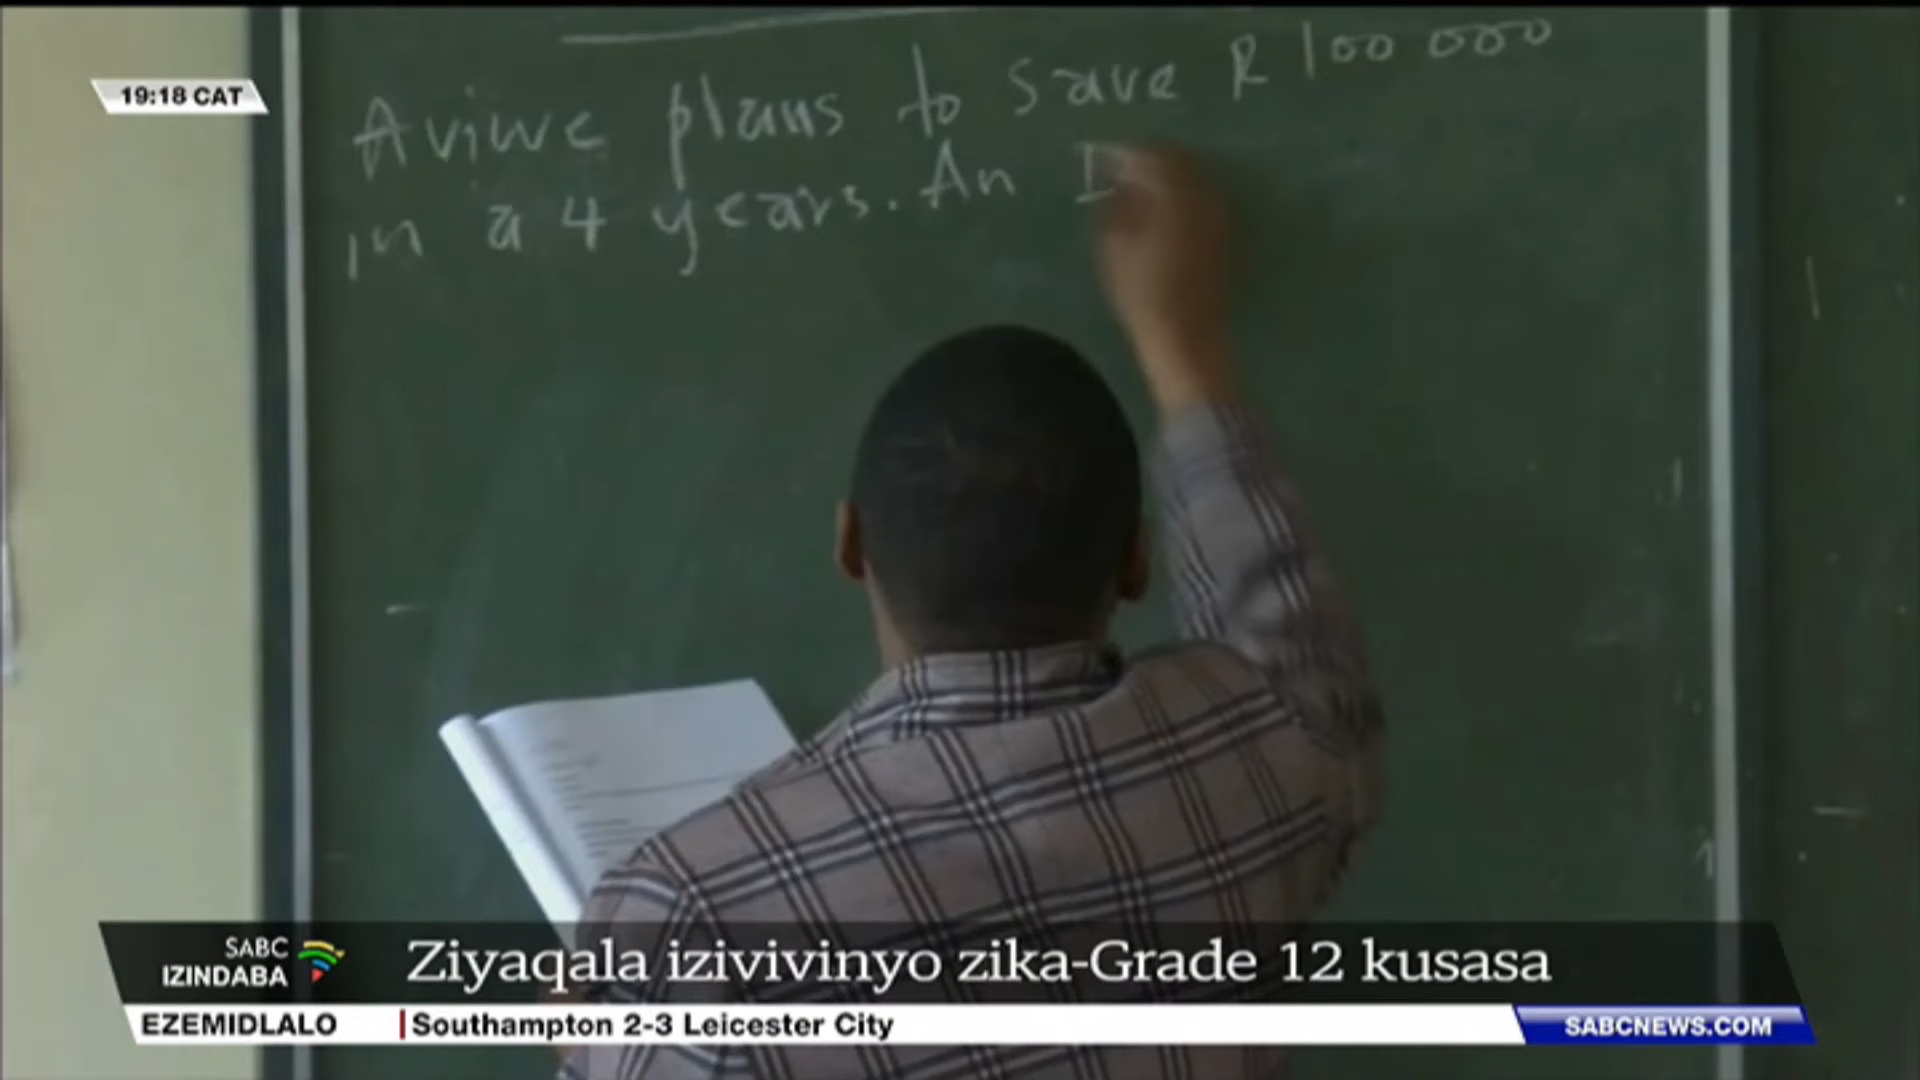 19:18 CAT
Aviwe plans to save R100 000
in a 4 years. An
SABC
IZINDABA
Ziyaqala izivivinyo zika-Grade 12 kusasa
EZEMIDLALO
Southampton 2-3 Leicester City
SABCNEWS.COM